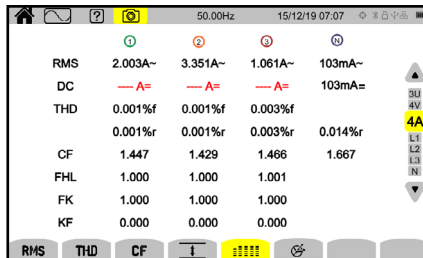 ? 50.00Hz 15/12/19 07:07
1 2 3 N
RMS 2.003A~ 3.351A~ 1.061A~ 103mA~
DC ---- A= ---- A= ---- A= 103mA=
THD 0.001%f 0.001%f 0.003%f
0.001%r 0.001%r 0.003%r 0.014%r
CF 1.447 1.429 1.466 1.667
FHL 1.000 1.000 1.001
FK 1.000 1.000 1.000
KF 0.000 0.000 0.000
3U
4V
4A
L1
L2
L3
N
RMS THD CF